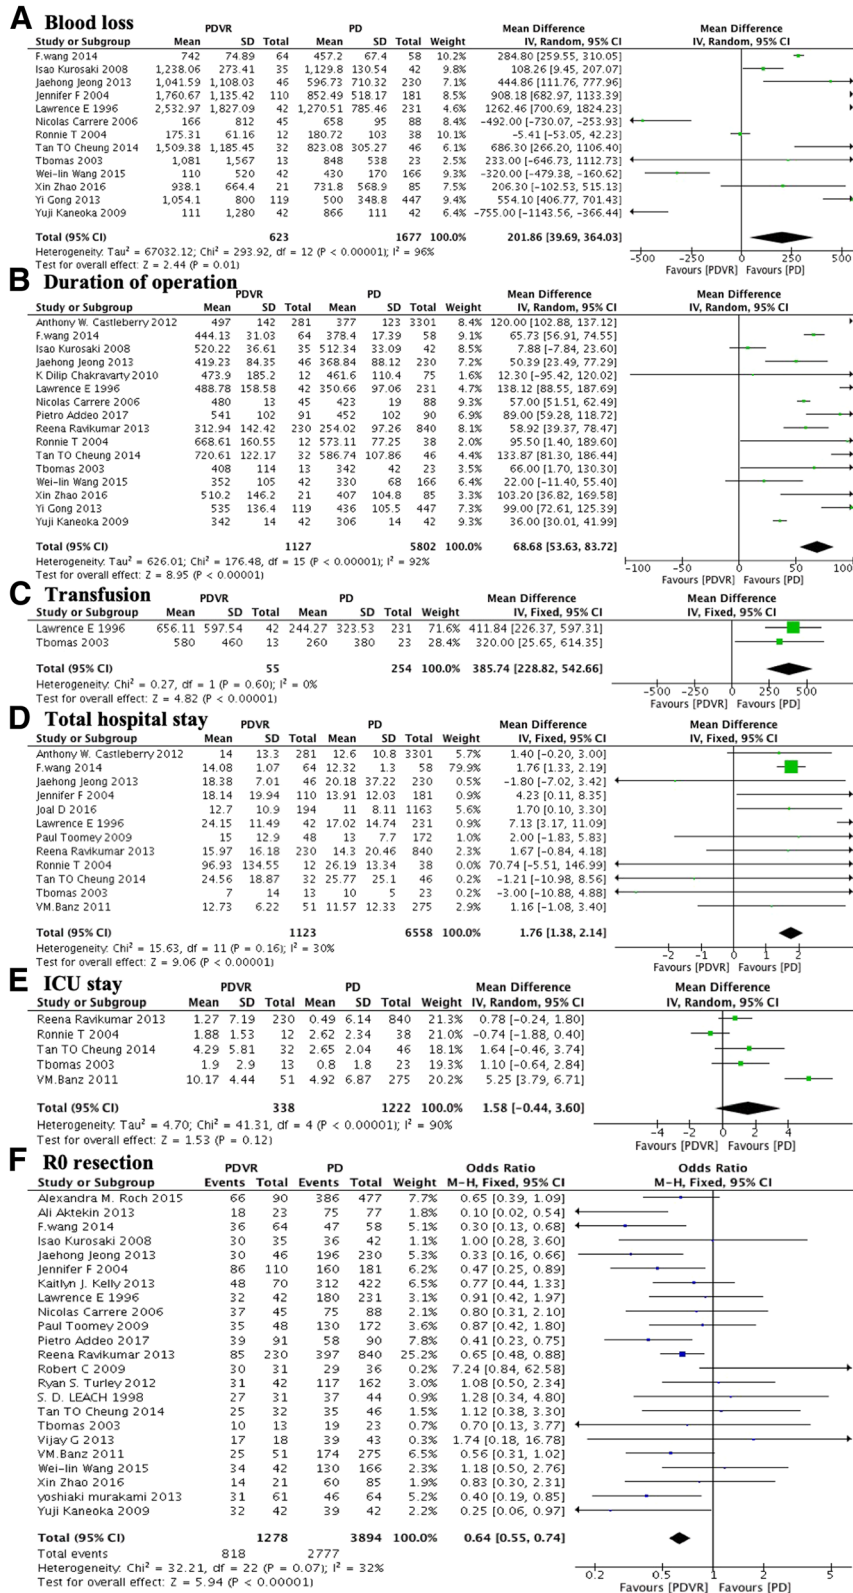 A Blood loss
PDVR PD Mean Difference Mean Difference
Study or Subgroup Mean SD Total Mean SD Total Weight IV, Random, 95% CI IV, Random, 95% CI
F.wang 2014 742 74.89 64 457.2 67.4 58 10.2% 284.80 [259.55, 310.05]
Isao Kurosaki 2008 1,238.06 273.41 35 1,129.8 130.54 42 9.8% 108.26 [9.45, 207.07]
Jaehong Jeong 2013 1,041.59 1,108.03 46 596.73 710.32 230 5.7% 444.86 [111.76, 777.96]
Jennifer F 2004 1,760.67 1,135.42 110 852.49 518.17 181 7.7% 908.18 [682.97, 1133.39]
Lawrence E 1996 2,532.97 1,827.09 42 1,270.51 785.46 231 3.0% 1262.46 [700.69, 1824.23]
Nicolas Carrere 2006 166 812 45 658 95 88 7.4% -492.00 [-730.07, -253.93]
Ronnie T 2004 175.31 61.16 12 180.72 103 38 10.1% -5.41 [-53.05, 42.23]
Tan TO Cheung 2014 1,509.38 1,185.45 32 823.08 305.27 46 4.5% 686.30 [266.20, 1106.40]
Tbomas 2003 1,081 1,567 13 848 538 23 1.5% 233.00 [-646.73, 1112.73]
Wei-lin Wang 2015 110 520 42 430 170 166 8.9% -320.00 [-479.38, -160.62]
Xin Zhao 2016 938.1 664.4 21 731.8 568.9 85 6.1% 206.30 [-102.53, 515.13]
Yi Gong 2013 1,054.1 800 119 500 348.8 447 9.0% 554.10 [406.77, 701.43]
Yuji Kaneoka 2009 111 1,280 42 866 111 42 6.4% -755.00 [-1143.56, -366.44]
Total (95% CI) 623 1677 100.0% 201.86 [39.69, 364.03]
Heterogeneity: Tau² = 67032.12; Chi² = 293.92, df = 12 (P < 0.00001); I² = 96%
Test for overall effect: Z = 2.44 (P = 0.01)
-500 -250 0 250 500
Favours [PDVR] Favours [PD]
B Duration of operation
PDVR PD Mean Difference Mean Difference
Study or Subgroup Mean SD Total Mean SD Total Weight IV, Random, 95% CI IV, Random, 95% CI
Anthony W. Castleberry 2012 497 142 281 377 123 3301 8.4% 120.00 [102.88, 137.12]
F.wang 2014 444.13 31.03 64 378.4 17.39 58 9.1% 65.73 [56.91, 74.55]
Isao Kurosaki 2008 520.22 36.61 35 512.34 33.09 42 8.5% 7.88 [-7.84, 23.60]
Jaehong Jeong 2013 419.23 84.35 46 368.84 88.12 230 7.5% 50.39 [23.49, 77.29]
K Dilip Chakravarty 2010 473.9 185.2 12 461.6 110.4 75 1.6% 12.30 [-95.42, 120.02]
Lawrence E 1996 488.78 158.58 42 350.66 97.06 231 5.0% 138.12 [88.55, 187.69]
Nicolas Carrere 2006 480 13 45 423 19 88 9.3% 57.00 [51.51, 62.49]
Pietro Addeo 2017 541 102 91 452 102 90 7.2% 89.00 [59.28, 118.72]
Reena Ravikumar 2013 312.94 142.42 230 254.02 97.26 840 8.1% 58.92 [39.37, 78.47]
Ronnie T 2004 668.61 160.55 12 573.11 77.25 38 2.1% 95.50 [1.40, 189.60]
Tan TO Cheung 2014 720.61 122.17 32 586.74 107.86 46 4.7% 133.87 [81.30, 186.44]
Tbomas 2003 408 114 13 342 42 23 3.7% 66.00 [1.70, 130.30]
Wei-lin Wang 2015 352 105 42 330 68 166 6.8% 22.00 [-11.40, 55.40]
Xin Zhao 2016 510.2 146.2 21 407 104.8 85 3.6% 103.20 [36.82, 169.58]
Yi Gong 2013 535 136.4 119 436 105.5 447 7.6% 99.00 [72.61, 125.39]
Yuji Kaneoka 2009 342 14 42 306 14 42 9.3% 36.00 [30.01, 41.99]
Total (95% CI) 1127 5802 100.0% 68.68 [53.63, 83.72]
Heterogeneity: Tau² = 626.01; Chi² = 176.48, df = 15 (P < 0.00001); I² = 92%
Test for overall effect: Z = 8.95 (P < 0.00001)
-100 -50 0 50 100
Favours [PDVR] Favours [PD]
C Transfusion
PDVR PD Mean Difference Mean Difference
Study or Subgroup Mean SD Total Mean SD Total Weight IV, Fixed, 95% CI IV, Fixed, 95% CI
Lawrence E 1996 656.11 597.54 42 244.27 323.53 231 71.6% 411.84 [226.37, 597.31]
Tbomas 2003 580 460 13 260 380 23 28.4% 320.00 [25.65, 614.35]
Total (95% CI) 55 254 100.0% 385.74 [228.82, 542.66]
Heterogeneity: Chi² = 0.27, df = 1 (P = 0.60); I² = 0%
Test for overall effect: Z = 4.82 (P < 0.00001)
-500 -250 0 250 500
Favours [PDVR] Favours [PD]
D Total hospital stay
PDVR PD Mean Difference Mean Difference
Study or Subgroup Mean SD Total Mean SD Total Weight IV, Fixed, 95% CI IV, Fixed, 95% CI
Anthony W. Castleberry 2012 14 13.3 281 12.6 10.8 3301 5.7% 1.40 [-0.20, 3.00]
F.wang 2014 14.08 1.07 64 12.32 1.3 58 79.9% 1.76 [1.33, 2.19]
Jaehong Jeong 2013 18.38 7.01 46 20.18 37.22 230 0.5% -1.80 [-7.02, 3.42]
Jennifer F 2004 18.14 19.94 110 13.91 12.03 181 0.9% 4.23 [0.11, 8.35]
Joal D 2016 12.7 10.9 194 11 8.11 1163 5.6% 1.70 [0.10, 3.30]
Lawrence E 1996 24.15 11.49 42 17.02 14.74 231 0.9% 7.13 [3.17, 11.09]
Paul Toomey 2009 15 12.9 48 13 7.7 172 1.0% 2.00 [-1.83, 5.83]
Reena Ravikumar 2013 15.97 16.18 230 14.3 20.46 840 2.3% 1.67 [-0.84, 4.18]
Ronnie T 2004 96.93 134.55 12 26.19 13.34 38 0.0% 70.74 [-5.51, 146.99]
Tan TO Cheung 2014 24.56 18.87 32 25.77 25.1 46 0.2% -1.21 [-10.98, 8.56]
Tbomas 2003 7 14 13 10 5 23 0.2% -3.00 [-10.88, 4.88]
VM.Banz 2011 12.73 6.22 51 11.57 12.33 275 2.9% 1.16 [-1.08, 3.40]
Total (95% CI) 1123 6558 100.0% 1.76 [1.38, 2.14]
Heterogeneity: Chi² = 15.63, df = 11 (P = 0.16); I² = 30%
Test for overall effect: Z = 9.06 (P < 0.00001)
-2 -1 0 1 2
Favours [PDVR] Favours [PD]
E ICU stay
PDVR PD Mean Difference Mean Difference
Study or Subgroup Mean SD Total Mean SD Total Weight IV, Random, 95% CI IV, Random, 95% CI
Reena Ravikumar 2013 1.27 7.19 230 0.49 6.14 840 21.3% 0.78 [-0.24, 1.80]
Ronnie T 2004 1.88 1.53 12 2.62 2.34 38 21.0% -0.74 [-1.88, 0.40]
Tan TO Cheung 2014 4.29 5.81 32 2.65 2.04 46 18.1% 1.64 [-0.46, 3.74]
Tbomas 2003 1.9 2.9 13 0.8 1.8 23 19.3% 1.10 [-0.64, 2.84]
VM.Banz 2011 10.17 4.44 51 4.92 6.87 275 20.2% 5.25 [3.79, 6.71]
Total (95% CI) 338 1222 100.0% 1.58 [-0.44, 3.60]
Heterogeneity: Tau² = 4.70; Chi² = 41.31, df = 4 (P < 0.00001); I² = 90%
Test for overall effect: Z = 1.53 (P = 0.12)
-4 -2 0 2 4
Favours [PDVR] Favours [PD]
F R0 resection
PDVR PD Odds Ratio Odds Ratio
Study or Subgroup Events Total Events Total Weight M-H, Fixed, 95% CI M-H, Fixed, 95% CI
Alexandra M. Roch 2015 66 90 386 477 7.7% 0.65 [0.39, 1.09]
Ali Aktekin 2013 18 23 75 77 1.8% 0.10 [0.02, 0.54]
F.wang 2014 36 64 47 58 5.1% 0.30 [0.13, 0.68]
Isao Kurosaki 2008 30 35 36 42 1.1% 1.00 [0.28, 3.60]
Jaehong Jeong 2013 30 46 196 230 5.3% 0.33 [0.16, 0.66]
Jennifer F 2004 86 110 160 181 6.2% 0.47 [0.25, 0.89]
Kaitlyn J. Kelly 2013 48 70 312 422 6.5% 0.77 [0.44, 1.33]
Lawrence E 1996 32 42 180 231 3.1% 0.91 [0.42, 1.97]
Nicolas Carrere 2006 37 45 75 88 2.1% 0.80 [0.31, 2.10]
Paul Toomey 2009 35 48 130 172 3.6% 0.87 [0.42, 1.80]
Pietro Addeo 2017 39 91 58 90 7.8% 0.41 [0.23, 0.75]
Reena Ravikumar 2013 85 230 397 840 25.2% 0.65 [0.48, 0.88]
Robert C 2009 30 31 29 36 0.2% 7.24 [0.84, 62.58]
Ryan S. Turley 2012 31 42 117 162 3.0% 1.08 [0.50, 2.34]
S. D. LEACH 1998 27 31 37 44 0.9% 1.28 [0.34, 4.80]
Tan TO Cheung 2014 25 32 35 46 1.5% 1.12 [0.38, 3.30]
Tbomas 2003 10 13 19 23 0.7% 0.70 [0.13, 3.77]
Vijay G 2013 17 18 39 43 0.3% 1.74 [0.18, 16.78]
VM.Banz 2011 25 51 174 275 6.5% 0.56 [0.31, 1.02]
Wei-lin Wang 2015 34 42 130 166 2.8% 1.18 [0.50, 2.76]
Xin Zhao 2016 14 21 60 85 1.9% 0.83 [0.30, 2.31]
yoshiaki murakami 2013 31 61 46 64 4.5% 0.40 [0.19, 0.85]
Yuji Kaneoka 2009 32 42 39 42 2.0% 0.25 [0.06, 0.97]
Total (95% CI) 1278 3894 100.0% 0.64 [0.55, 0.74]
Total events 818 2777
Heterogeneity: Chi² = 32.21, df = 22 (P = 0.07); I² = 32%
Test for overall effect: Z = 5.94 (P < 0.00001)
0.2 0.5 1 2 5
Favours [PDVR] Favours [PD]